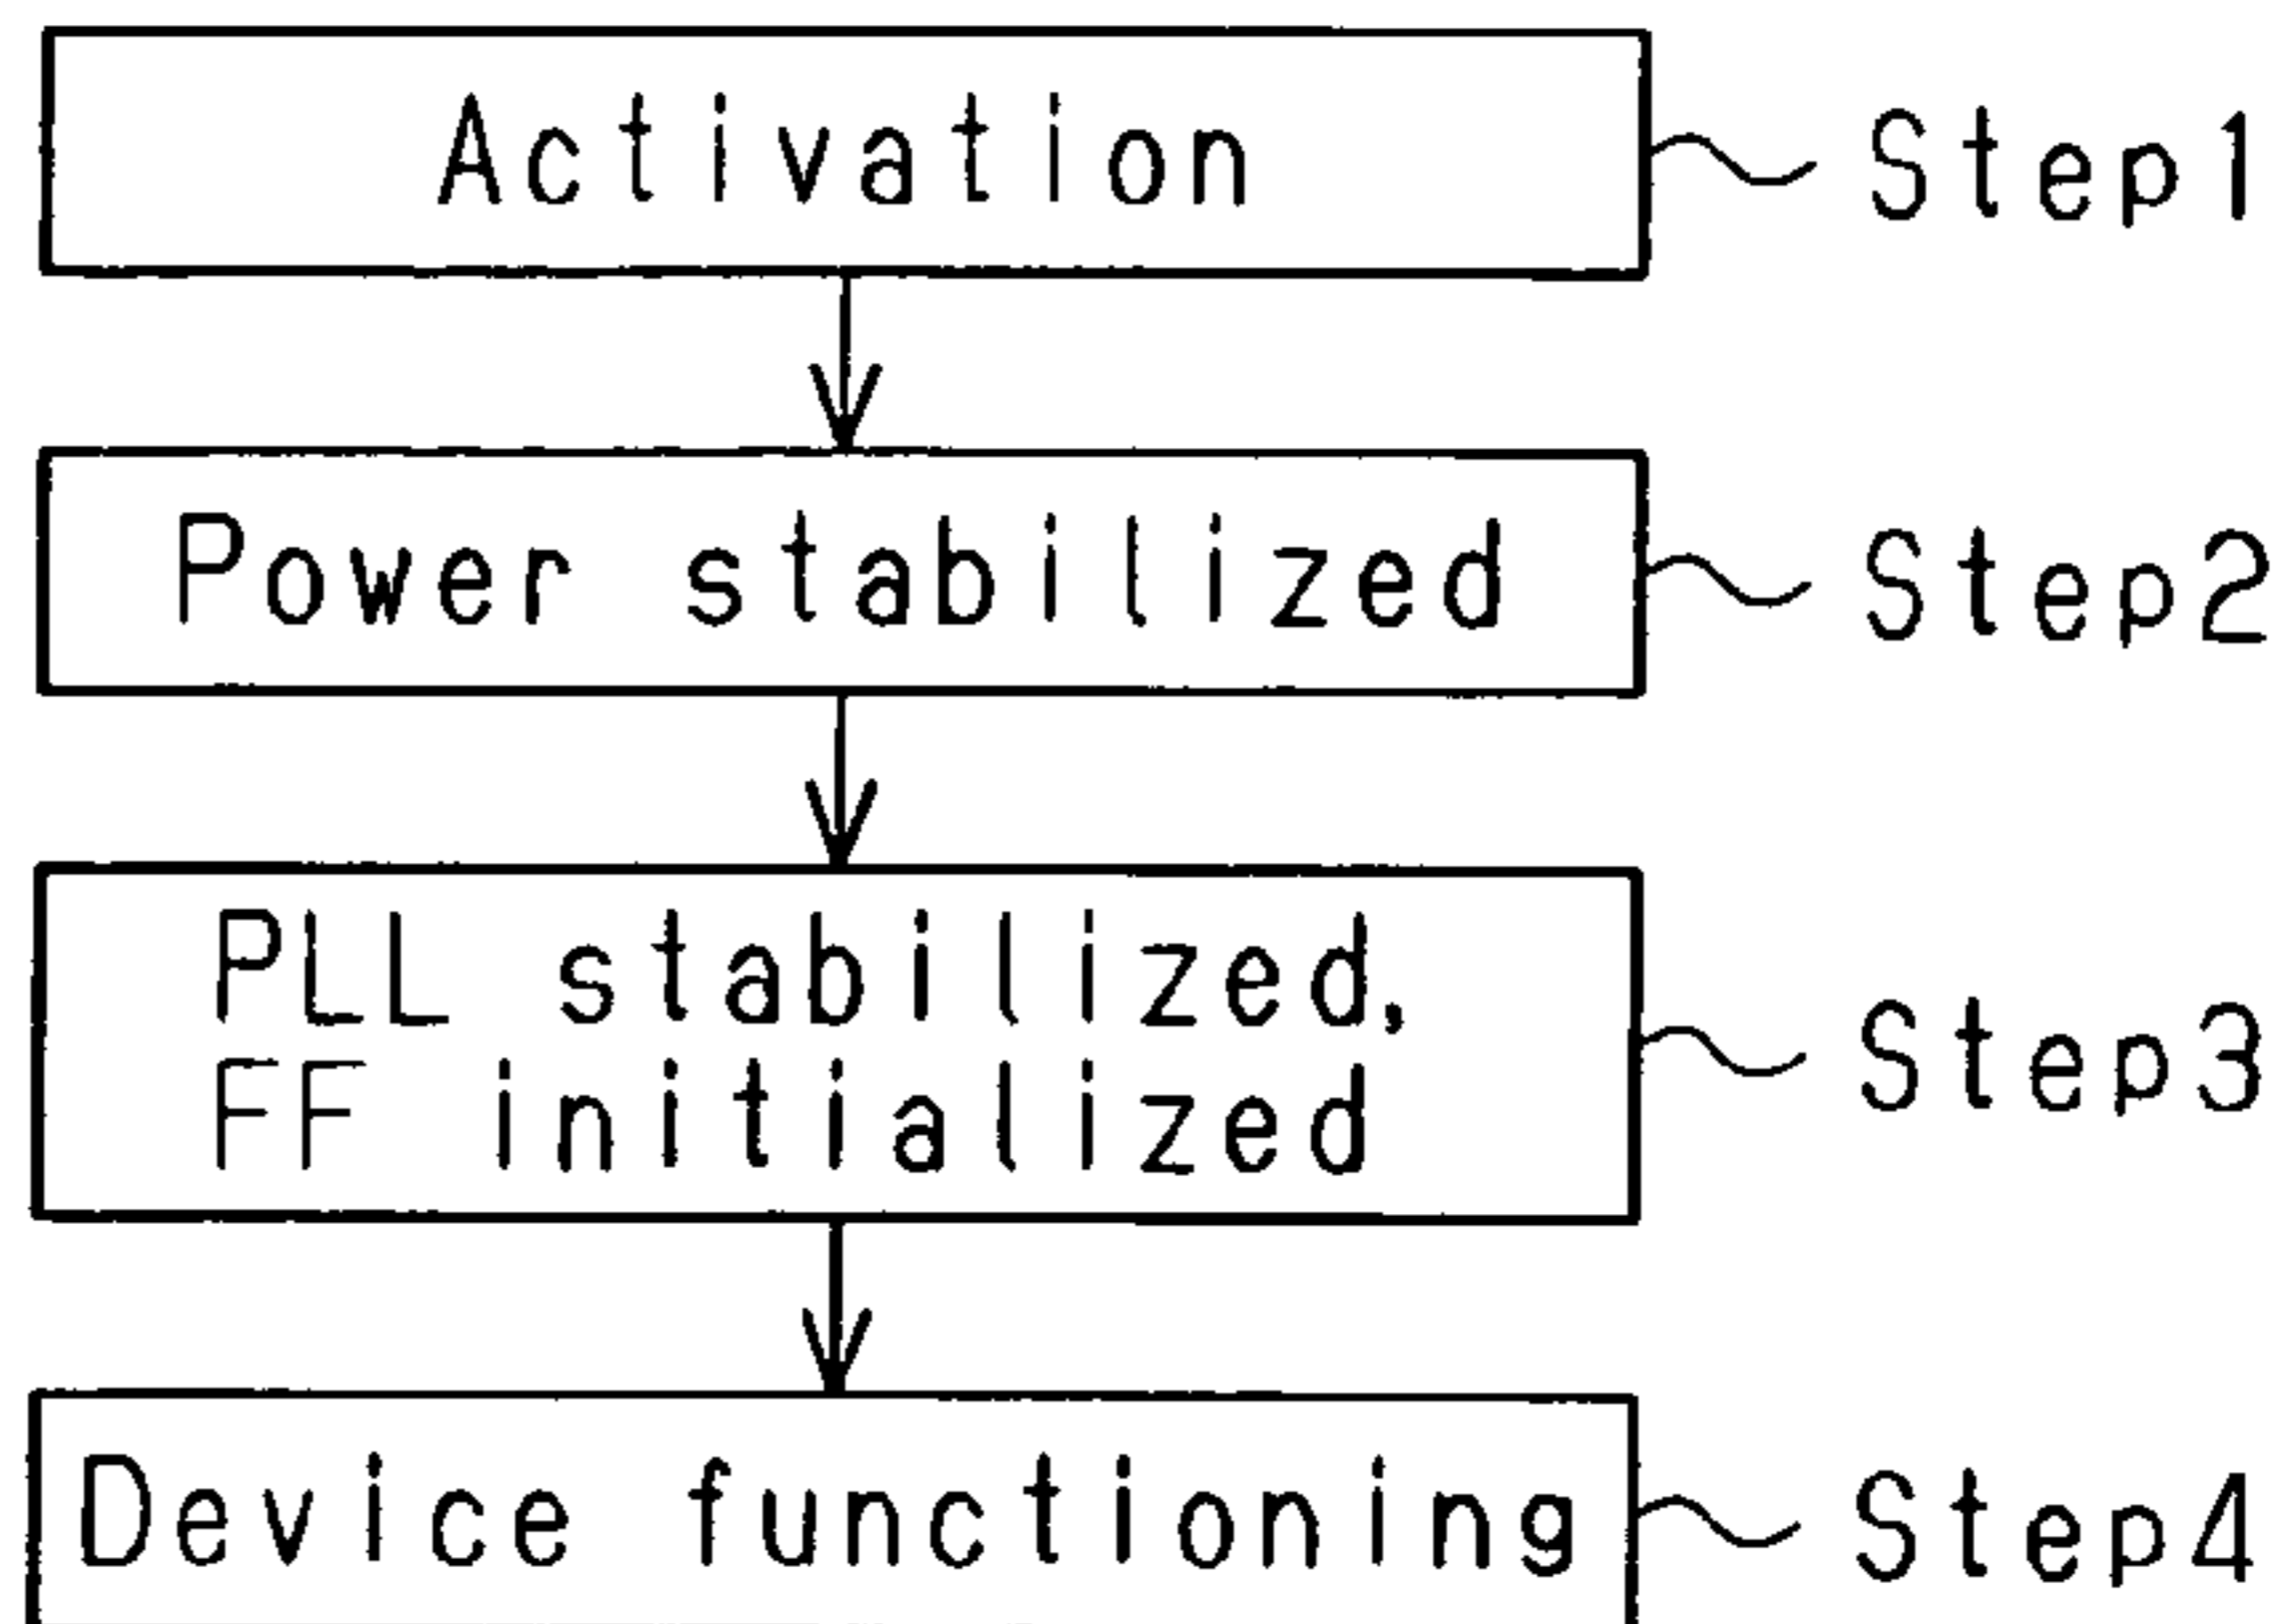 Activation
Step1
Power stabilized
Step2
PLL stabilized,
FF initialized
Step3
Device functioning
Step4